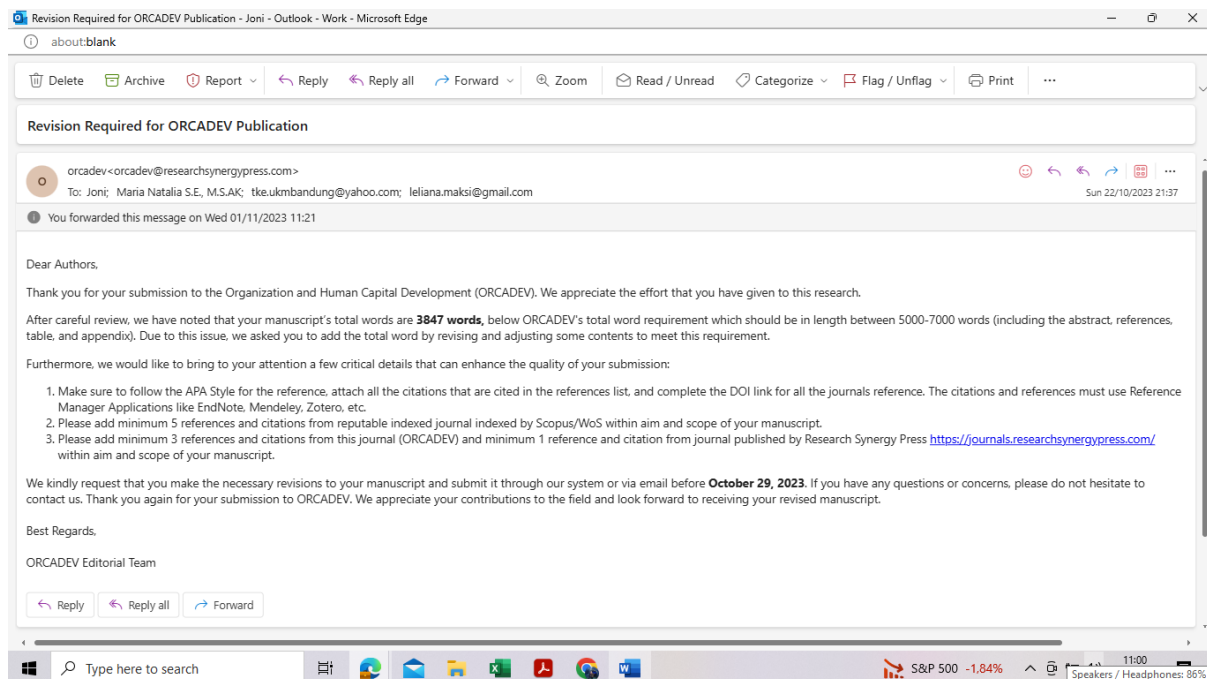 Revision Required for ORCADEV Publication - Joni - Outlook - Work - Microsoft Edge
about:blank
Delete Archive Report Reply Reply all Forward Zoom Read / Unread Categorize Flag / Unflag Print ...
Revision Required for ORCADEV Publication
O
orcadev<orcadev@researchsynergypress.com>
To: Joni; Maria Natalia S.E., M.S.AK; tke.ukmbandung@yahoo.com; leliana.maksi@gmail.com
Sun 22/10/2023 21:37
You forwarded this message on Wed 01/11/2023 11:21
Dear Authors,
Thank you for your submission to the Organization and Human Capital Development (ORCADEV). We appreciate the effort that you have given to this research.
After careful review, we have noted that your manuscript's total words are 3847 words, below ORCADEV's total word requirement which should be in length between 5000-7000 words (including the abstract, references,
table, and appendix). Due to this issue, we asked you to add the total word by revising and adjusting some contents to meet this requirement.
Furthermore, we would like to bring to your attention a few critical details that can enhance the quality of your submission:
1. Make sure to follow the APA Style for the reference, attach all the citations that are cited in the references list, and complete the DOI link for all the journals reference. The citations and references must use Reference
Manager Applications like EndNote, Mendeley, Zotero, etc.
2. Please add minimum 5 references and citations from reputable indexed journal indexed by Scopus/WoS within aim and scope of your manuscript.
3. Please add minimum 3 references and citations from this journal (ORCADEV) and minimum 1 reference and citation from journal published by Research Synergy Press https://journals.researchsynergypress.com/
within aim and scope of your manuscript.
We kindly request that you make the necessary revisions to your manuscript and submit it through our system or via email before October 29, 2023. If you have any questions or concerns, please do not hesitate to
contact us. Thank you again for your submission to ORCADEV. We appreciate your contributions to the field and look forward to receiving your revised manuscript.
Best Regards,
ORCADEV Editorial Team
Reply Reply all Forward
Type here to search
S&P 500 -1,84%
11:00
Speakers / Headphones: 86%